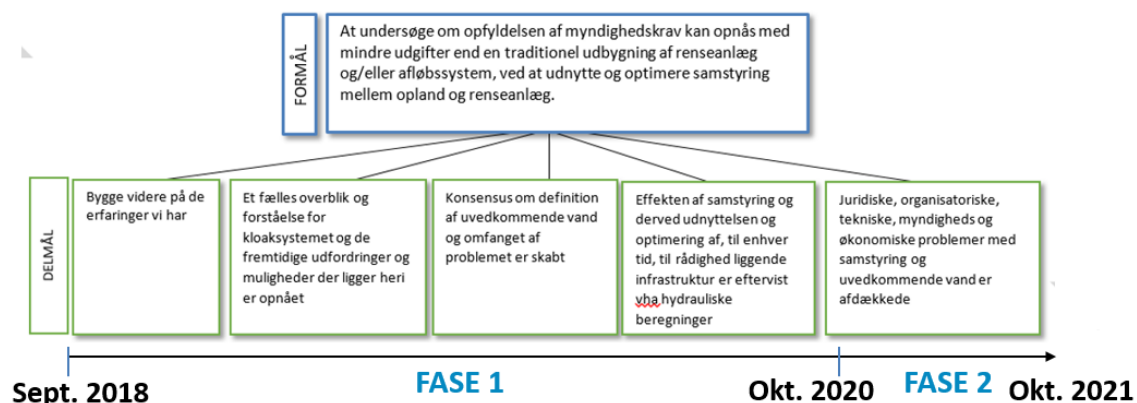 FORMÅL
At undersøge om opfyldelsen af myndighedskrav kan opnås med
mindre udgifter end en traditionel udbygning af renseanlæg
og/eller afløbssystem, ved at udnytte og optimere samstyring
mellem opland og renseanlæg.
DELMÅL
Bygge videre på de
erfaringer vi har
Et fælles overblik og
forståelse for
kloaksystemet og de
fremtidige udfordringer og
muligheder der ligger heri
er opnået
Konsensus om definition
af uvedkommende vand
og omfanget af
problemet er skabt
Effekten af samstyring og
derved udnyttelsen og
optimering af, til enhver
tid, til rådighed liggende
infrastruktur er eftervist
vha hydrauliske
beregninger
Juridiske, organisatoriske,
tekniske, myndigheds og
økonomiske problemer med
samstyring og
uvedkommende vand er
afdækkede
Sept. 2018
FASE 1
Okt. 2020
FASE 2
Okt. 2021